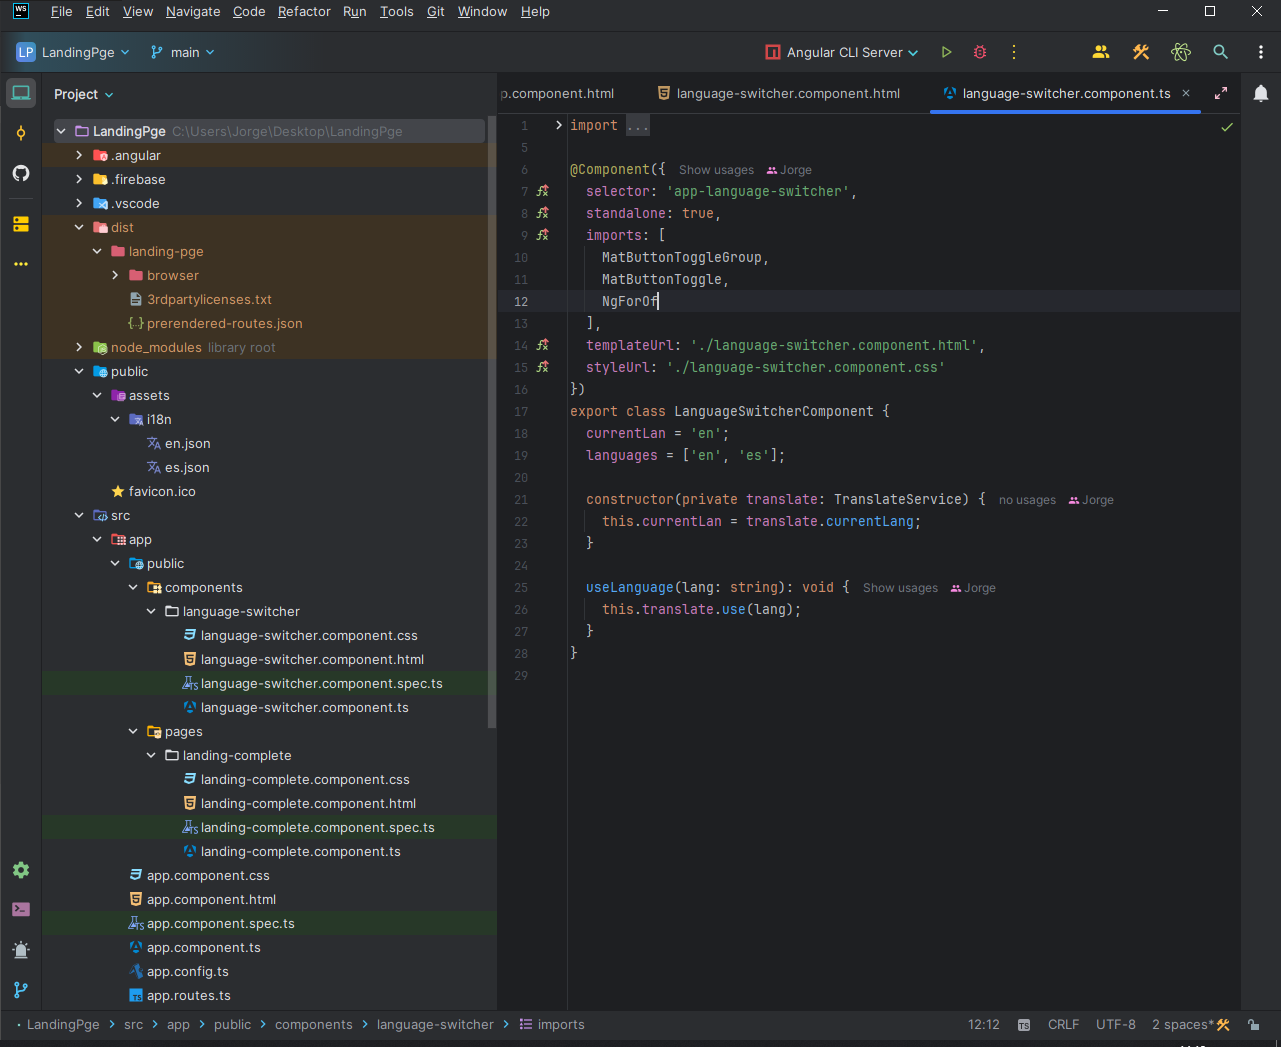 WS File Edit View Navigate Code Refactor Run Tools Git Window Help
LP LandingPge main Angular CLI Server
Project
p.component.html language-switcher.component.html language-switcher.component.ts
LandingPge C:\Users\Jorge\Desktop\LandingPge
.angular
.firebase
.vscode
dist
landing-pge
browser
3rdpartylicenses.txt
prerendered-routes.json
node_modules library root
public
assets
i18n
en.json
es.json
favicon.ico
src
app
public
components
language-switcher
language-switcher.component.css
language-switcher.component.html
language-switcher.component.spec.ts
language-switcher.component.ts
pages
landing-complete
landing-complete.component.css
landing-complete.component.html
landing-complete.component.spec.ts
landing-complete.component.ts
app.component.css
app.component.html
app.component.spec.ts
app.component.ts
app.config.ts
app.routes.ts
1 import ...
5
6 @Component({ Show usages Jorge
7 selector: 'app-language-switcher',
8 standalone: true,
9 imports: [
10 MatButtonToggleGroup,
11 MatButtonToggle,
12 NgForOf
13 ],
14 templateUrl: './language-switcher.component.html',
15 styleUrl: './language-switcher.component.css'
16 })
17 export class LanguageSwitcherComponent {
18 currentLan = 'en';
19 languages = ['en', 'es'];
20
21 constructor(private translate: TranslateService) { no usages Jorge
22 this.currentLan = translate.currentLang;
23 }
24
25 useLanguage(lang: string): void { Show usages Jorge
26 this.translate.use(lang);
27 }
28 }
29
LandingPge > src > app > public > components > language-switcher > imports 12:12 TS CRLF UTF-8 2 spaces*